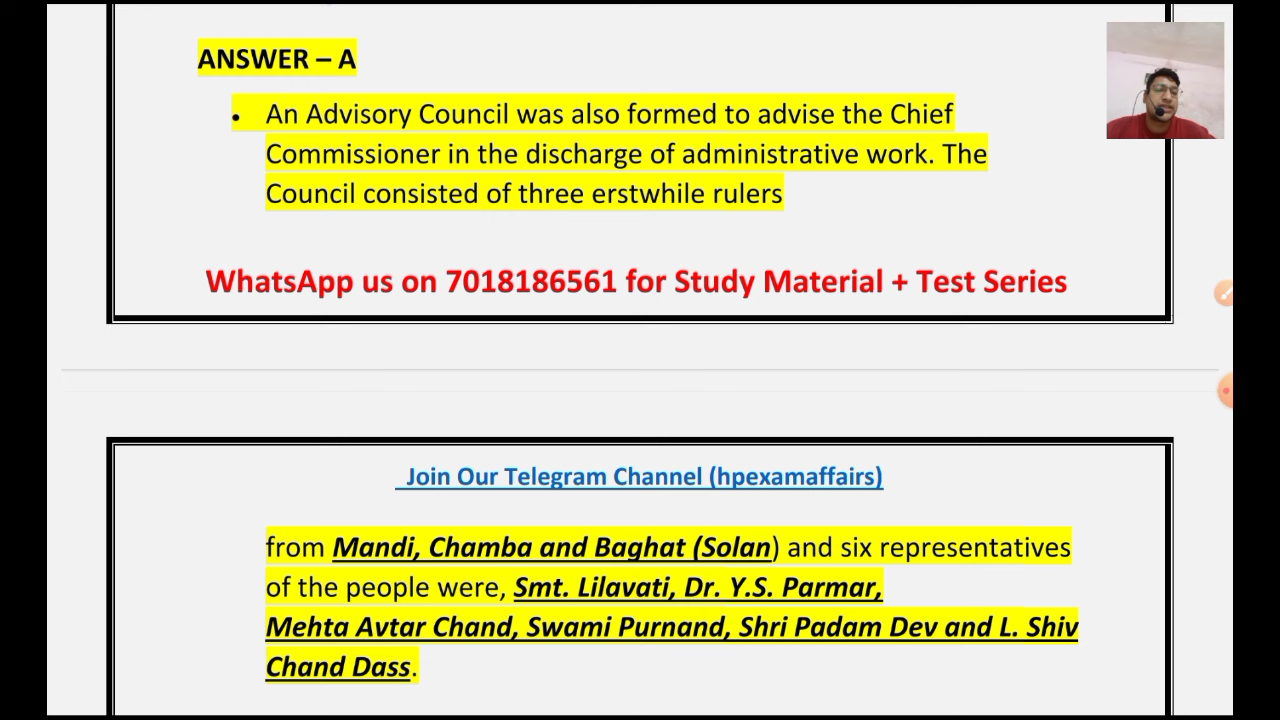 ANSWER – A
• An Advisory Council was also formed to advise the Chief
Commissioner in the discharge of administrative work. The
Council consisted of three erstwhile rulers
WhatsApp us on 7018186561 for Study Material + Test Series
Join Our Telegram Channel (hpexamaffairs)
from Mandi, Chamba and Baghat (Solan) and six representatives
of the people were, Smt. Lilavati, Dr. Y.S. Parmar,
Mehta Avtar Chand, Swami Purnand, Shri Padam Dev and L. Shiv
Chand Dass.